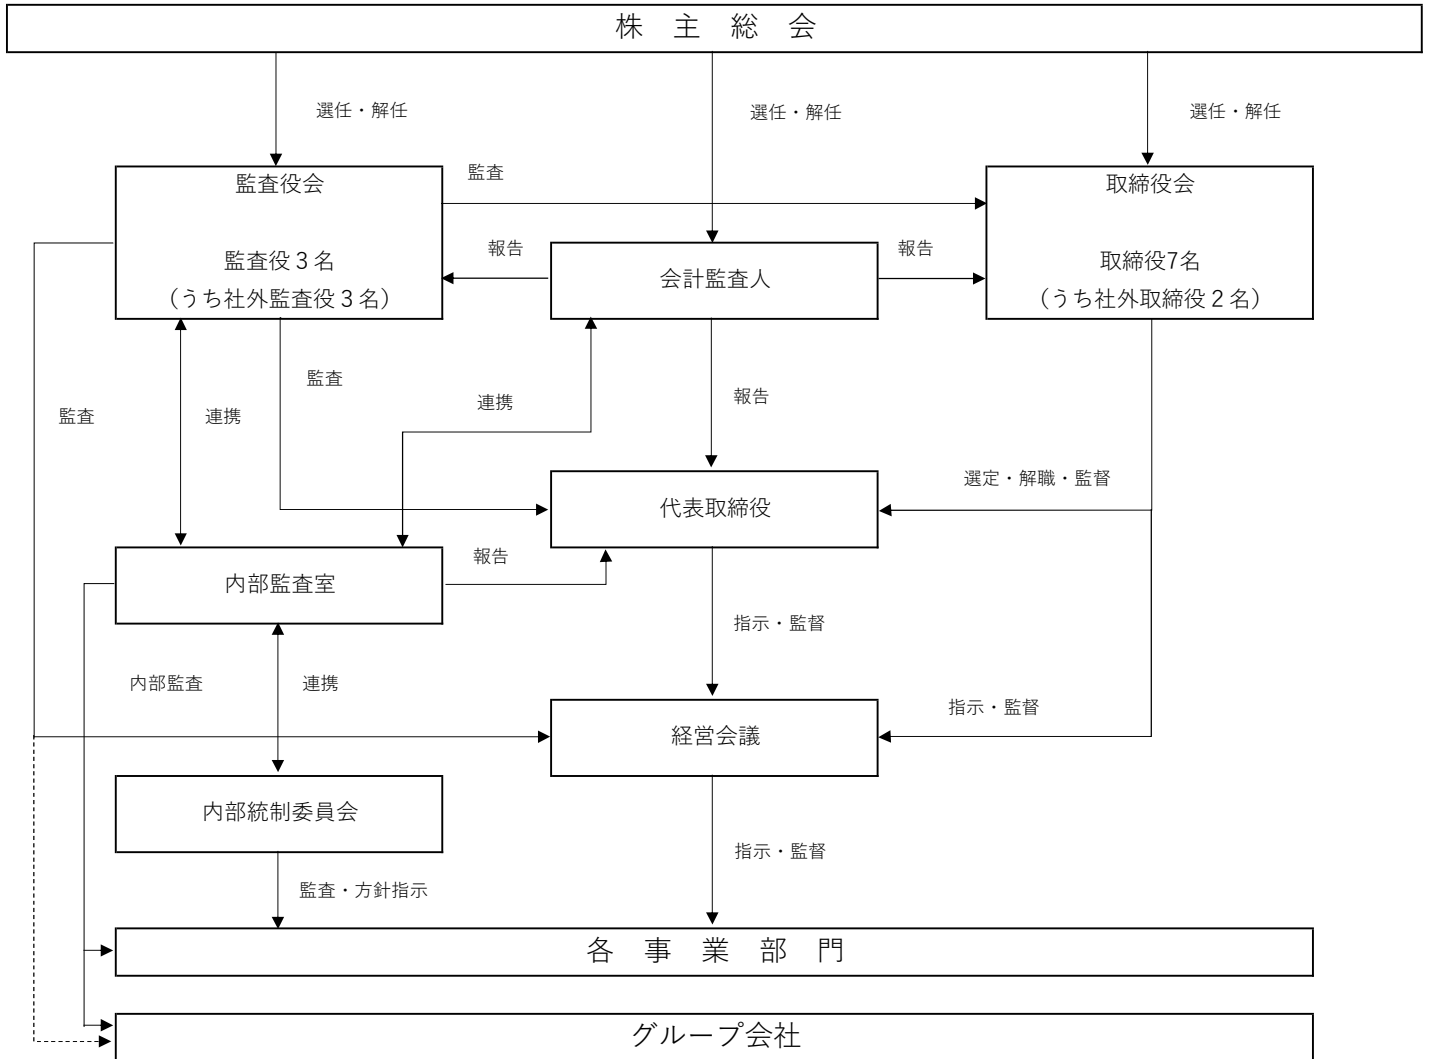 株 主 総 会
選任・解任
選任・解任
選任・解任
監査役会
監査役３名
（うち社外監査役３名）
監査
取締役会
取締役7名
（うち社外取締役２名）
報告
会計監査人
報告
監査
連携
監査
連携
報告
代表取締役
選定・解職・監督
内部監査室
報告
指示・監督
内部監査
連携
経営会議
指示・監督
内部統制委員会
指示・監督
監査・方針指示
各 事 業 部 門
グループ会社